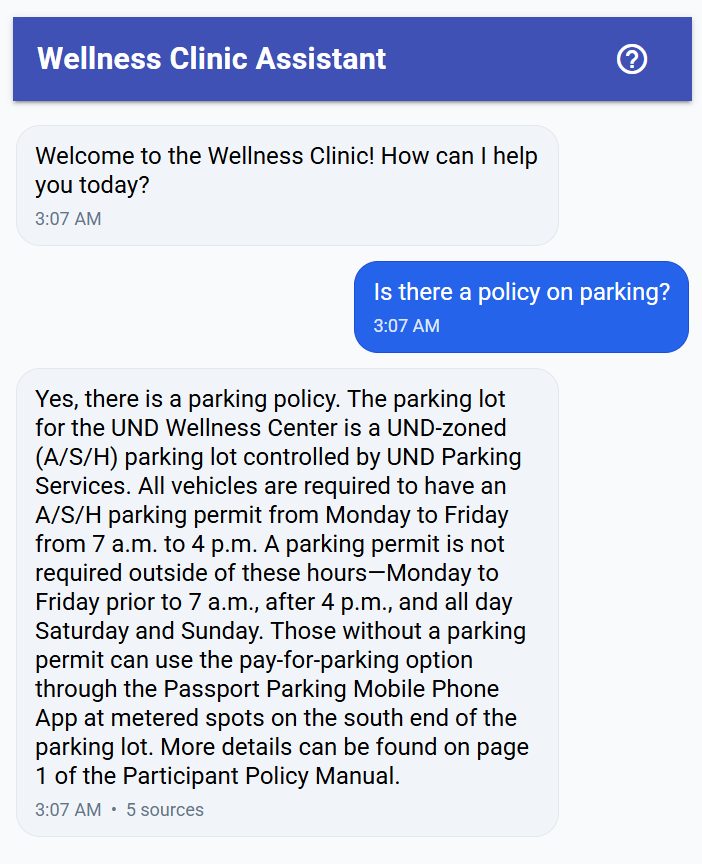 Wellness Clinic Assistant
Welcome to the Wellness Clinic! How can I help
you today?
3:07 AM
Is there a policy on parking?
3:07 AM
Yes, there is a parking policy. The parking lot
for the UND Wellness Center is a UND-zoned
(A/S/H) parking lot controlled by UND Parking
Services. All vehicles are required to have an
A/S/H parking permit from Monday to Friday
from 7 a.m. to 4 p.m. A parking permit is not
required outside of these hours—Monday to
Friday prior to 7 a.m., after 4 p.m., and all day
Saturday and Sunday. Those without a parking
permit can use the pay-for-parking option
through the Passport Parking Mobile Phone
App at metered spots on the south end of the
parking lot. More details can be found on page
1 of the Participant Policy Manual.
3:07 AM • 5 sources